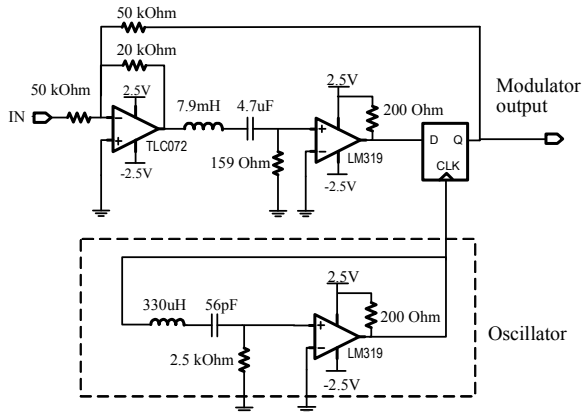 50 kOhm
20 kOhm
50 kOhm
2.5V
IN
TLC072
-2.5V
7.9mH
4.7uF
159 Ohm
2.5V
200 Ohm
LM319
-2.5V
D Q
CLK
Modulator
output
330uH
56pF
2.5 kOhm
2.5V
200 Ohm
LM319
-2.5V
Oscillator